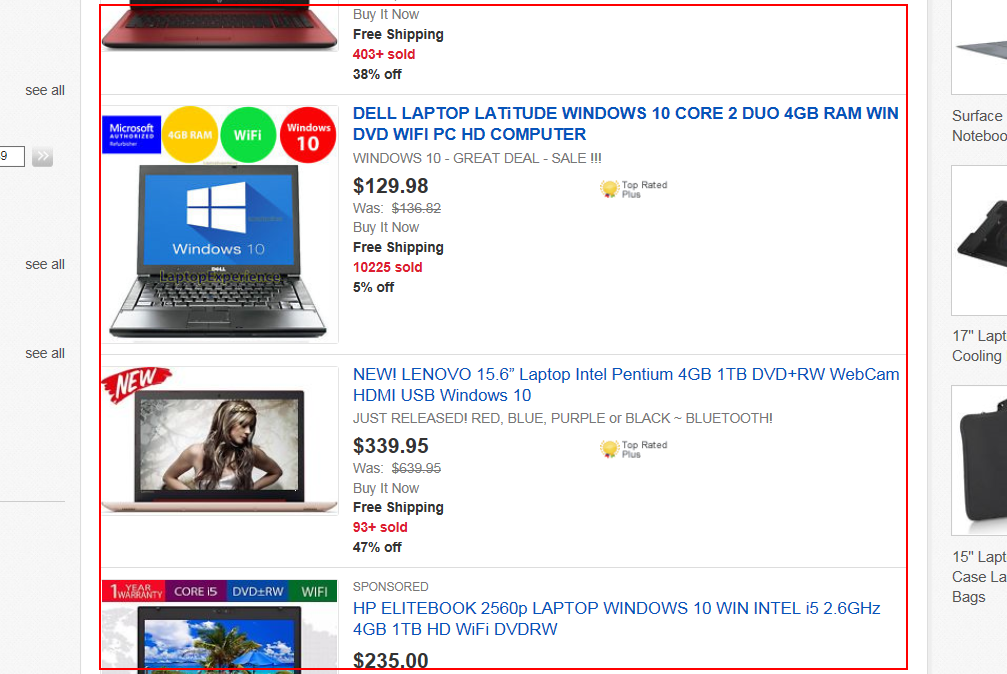 Buy It Now
Free Shipping
403+ sold
38% off
see all
9
see all
see all
Microsoft
AUTHORIZED
Refurbisher
4GB RAM
WiFi
Windows
10
Windows 10
DELL
LaptopExperience
DELL LAPTOP LATiTUDE WINDOWS 10 CORE 2 DUO 4GB RAM WIN
DVD WIFI PC HD COMPUTER
WINDOWS 10 - GREAT DEAL - SALE !!!
$129.98
Top Rated
Plus
Was: $136.82
Buy It Now
Free Shipping
10225 sold
5% off
NEW
NEW! LENOVO 15.6” Laptop Intel Pentium 4GB 1TB DVD+RW WebCam
HDMI USB Windows 10
JUST RELEASED! RED, BLUE, PURPLE or BLACK ~ BLUETOOTH!
$339.95
Top Rated
Plus
Was: $639.95
Buy It Now
Free Shipping
93+ sold
47% off
1 YEAR
WARRANTY
CORE i5
DVD±RW
WIFI
SPONSORED
HP ELITEBOOK 2560p LAPTOP WINDOWS 10 WIN INTEL i5 2.6GHz
4GB 1TB HD WiFi DVDRW
$235.00
Surface
Noteboo
17" Lapt
Cooling
15" Lapt
Case La
Bags